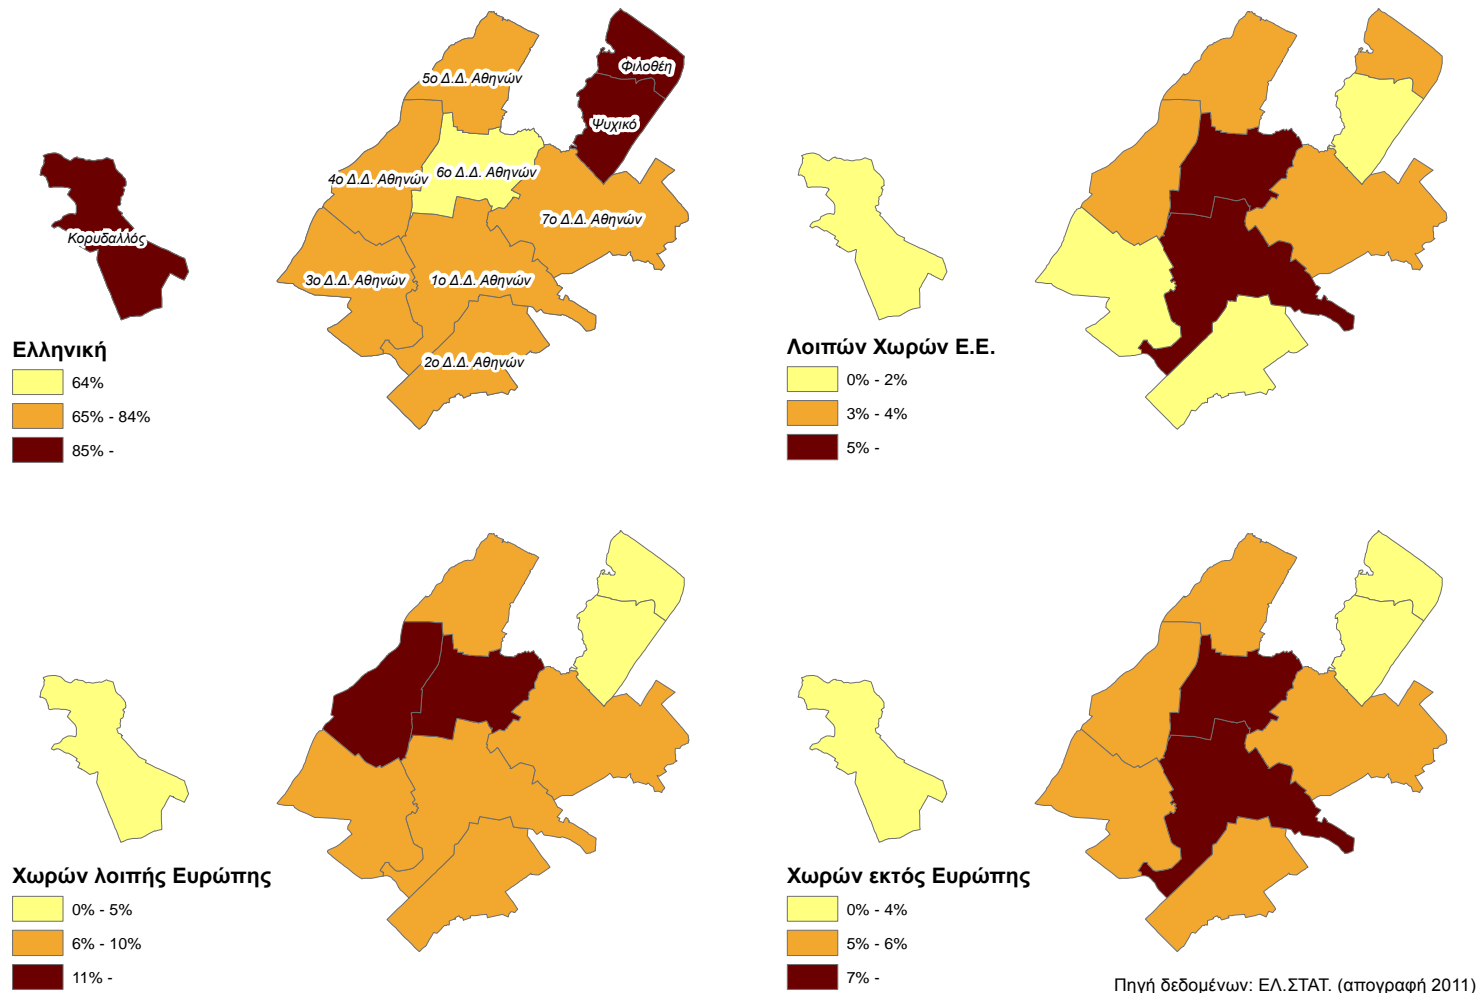 Φιλοθέη
5ο Δ.Δ. Αθηνών
Ψυχικό
6ο Δ.Δ. Αθηνών
4ο Δ.Δ. Αθηνών
7ο Δ.Δ. Αθηνών
Κορυδαλλός
3ο Δ.Δ. Αθηνών
1ο Δ.Δ. Αθηνών
2ο Δ.Δ. Αθηνών
Ελληνική
64%
65% - 84%
85% -
Λοιπών Χωρών Ε.Ε.
0% - 2%
3% - 4%
5% -
Χωρών λοιπής Ευρώπης
0% - 5%
6% - 10%
11% -
Χωρών εκτός Ευρώπης
0% - 4%
5% - 6%
7% -
Πηγή δεδομένων: ΕΛ.ΣΤΑΤ. (απογραφή 2011)